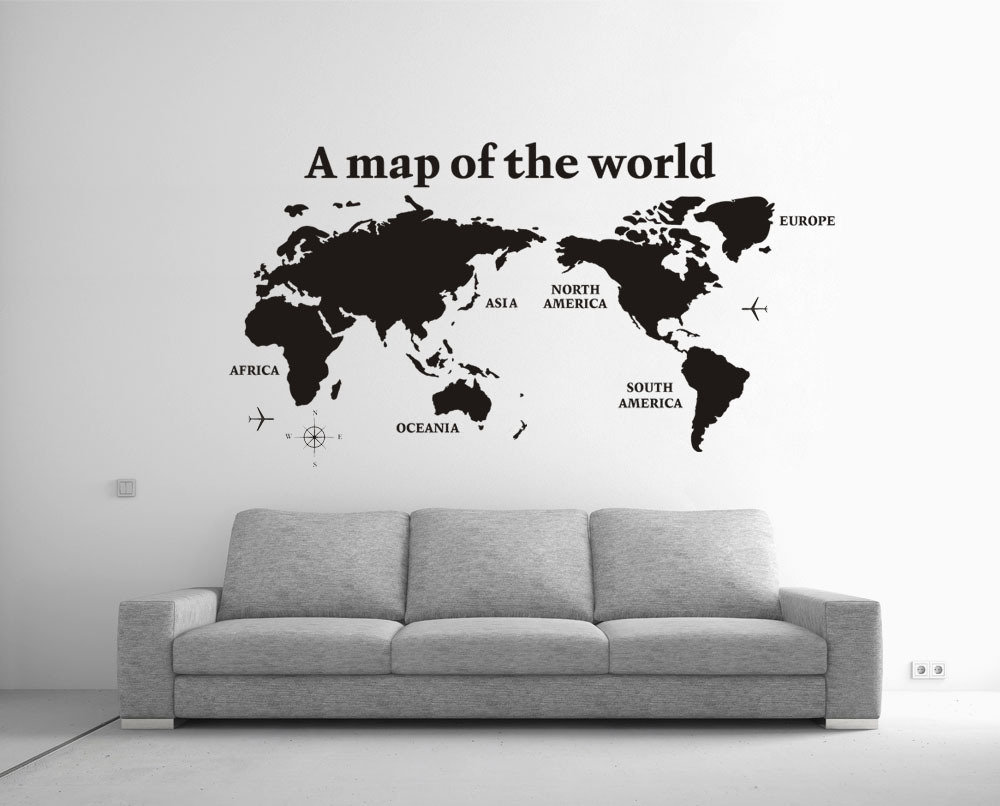 A map of the world
EUROPE
ASIA
NORTH
AMERICA
AFRICA
SOUTH
AMERICA
OCEANIA
N
W E
S